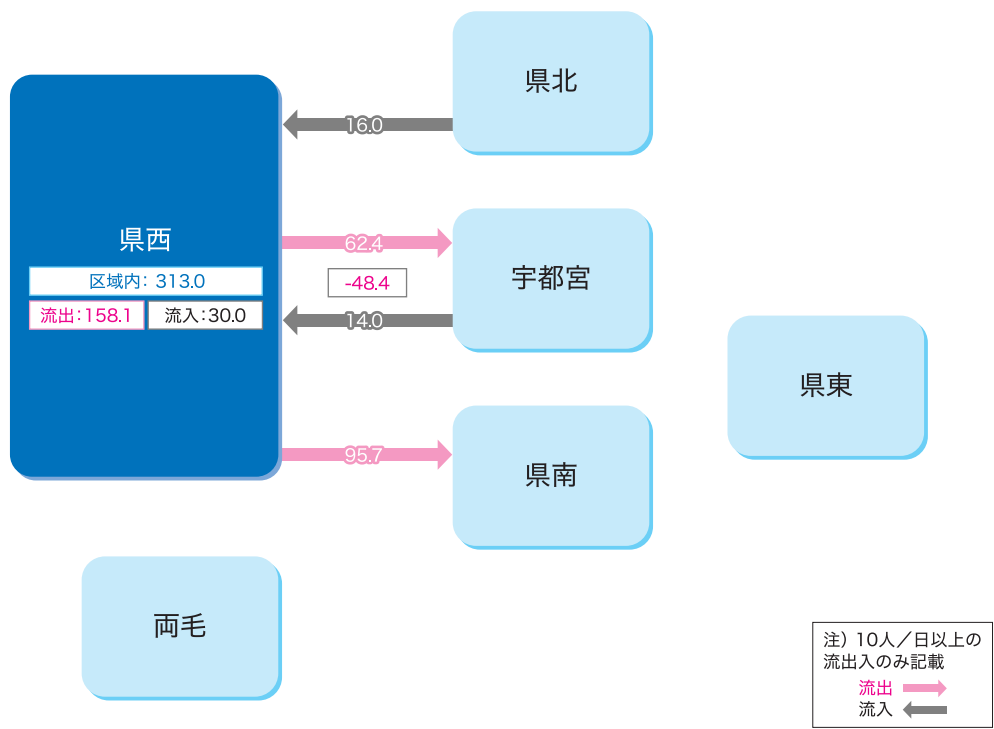 県北
16.0
県西
区域内：313.0
流出：158.1
流入：30.0
62.4
-48.4
14.0
宇都宮
県東
95.7
県南
両毛
注）10人／日以上の
流出入のみ記載
流出
流入